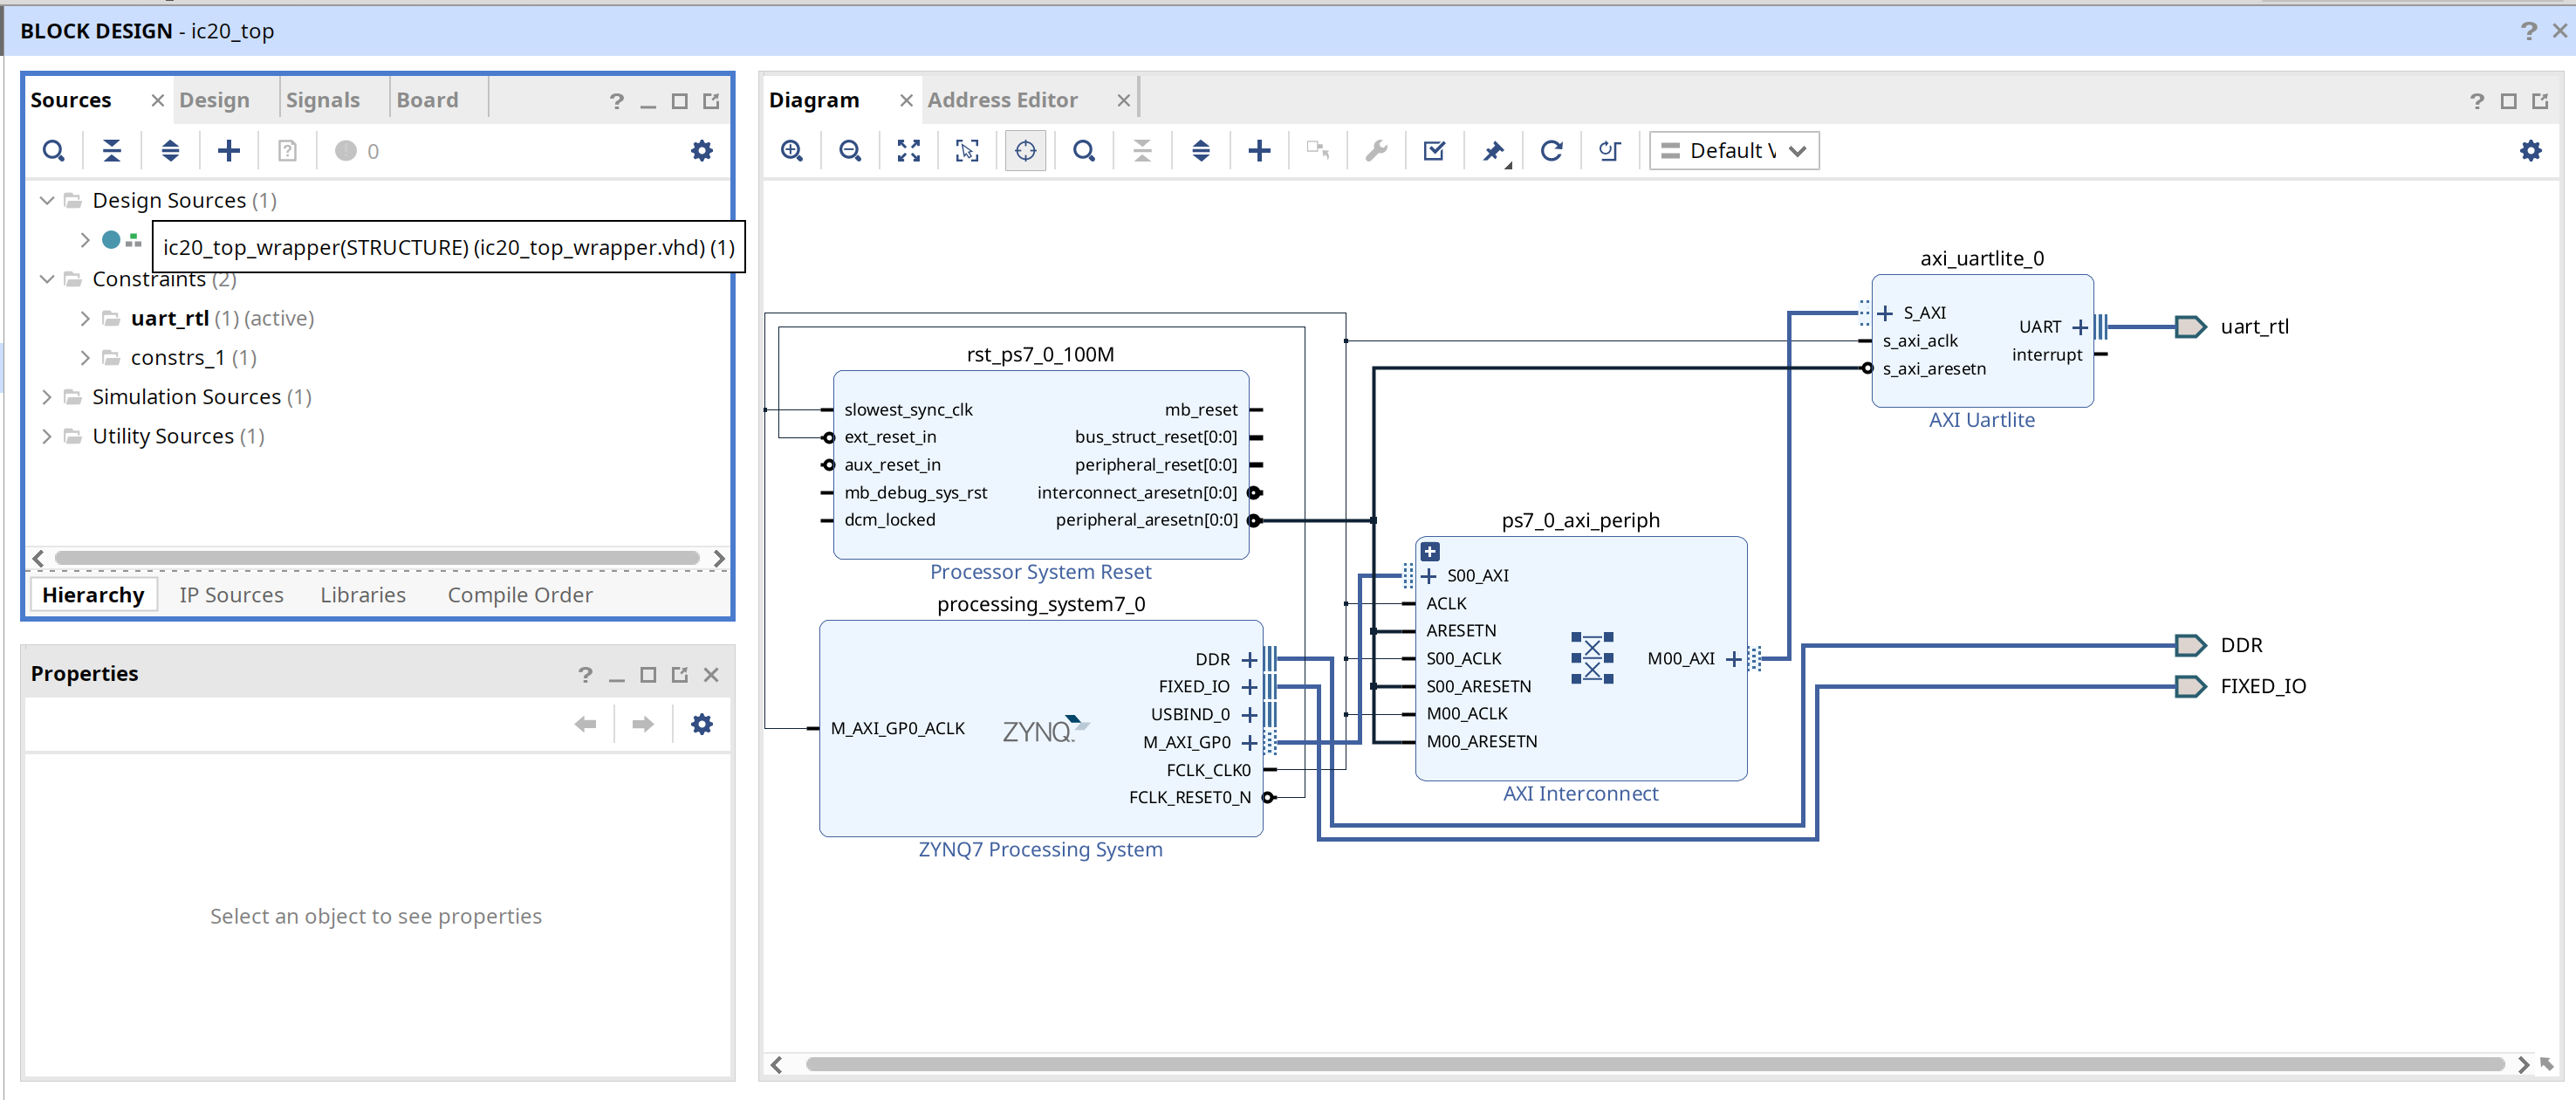 BLOCK DESIGN - ic20_top
Sources
Design
Signals
Board
0
Design Sources (1)
ic20_top_wrapper(STRUCTURE) (ic20_top_wrapper.vhd) (1)
Constraints (2)
uart_rtl (1) (active)
constrs_1 (1)
Simulation Sources (1)
Utility Sources (1)
Hierarchy
IP Sources
Libraries
Compile Order
Properties
Select an object to see properties
Diagram
Address Editor
Default V
rst_ps7_0_100M
slowest_sync_clk
ext_reset_in
aux_reset_in
mb_debug_sys_rst
dcm_locked
mb_reset
bus_struct_reset[0:0]
peripheral_reset[0:0]
interconnect_aresetn[0:0]
peripheral_aresetn[0:0]
Processor System Reset
processing_system7_0
M_AXI_GP0_ACLK
ZYNQ
DDR
FIXED_IO
USBIND_0
M_AXI_GP0
FCLK_CLK0
FCLK_RESET0_N
ZYNQ7 Processing System
ps7_0_axi_periph
S00_AXI
ACLK
ARESETN
S00_ACLK
S00_ARESETN
M00_ACLK
M00_ARESETN
M00_AXI
AXI Interconnect
axi_uartlite_0
S_AXI
s_axi_aclk
s_axi_aresetn
UART
interrupt
AXI Uartlite
uart_rtl
DDR
FIXED_IO